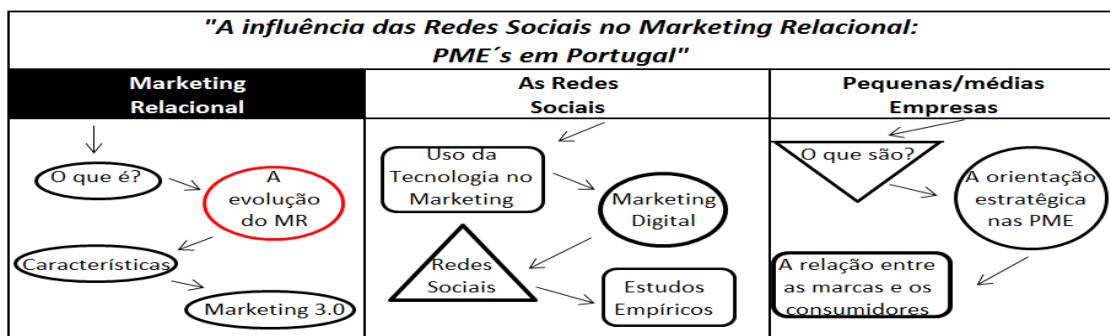 "A influência das Redes Sociais no Marketing Relacional:
PME´s em Portugal"
Marketing
Relacional
As Redes
Sociais
Pequenas/médias
Empresas
O que é?
A
evolução
do MR
Características
Marketing 3.0
Uso da
Tecnologia no
Marketing
Marketing
Digital
Redes
Sociais
Estudos
Empíricos
O que são?
A orientação
estratégica
nas PME
A relação entre
as marcas e os
consumidores